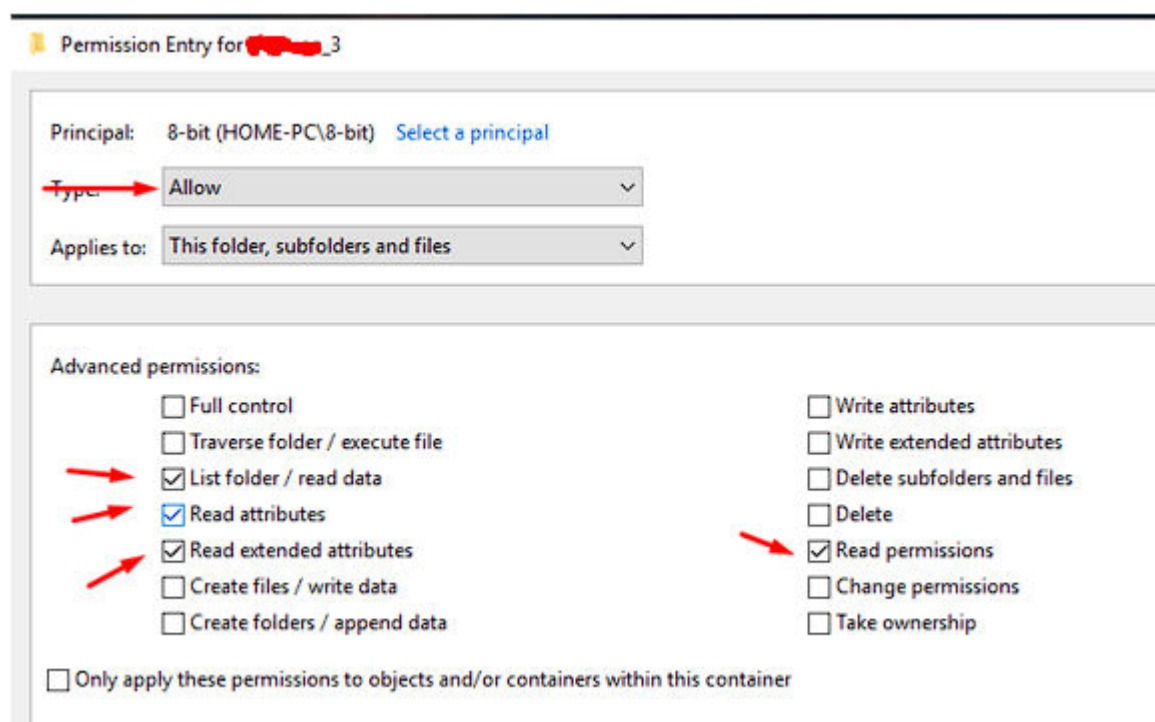 Permission Entry for _3
Principal: 8-bit (HOME-PC\8-bit) Select a principal
Type: Allow
Applies to: This folder, subfolders and files
Advanced permissions:
Full control
Traverse folder / execute file
List folder / read data
Read attributes
Read extended attributes
Create files / write data
Create folders / append data
Write attributes
Write extended attributes
Delete subfolders and files
Delete
Read permissions
Change permissions
Take ownership
Only apply these permissions to objects and/or containers within this container